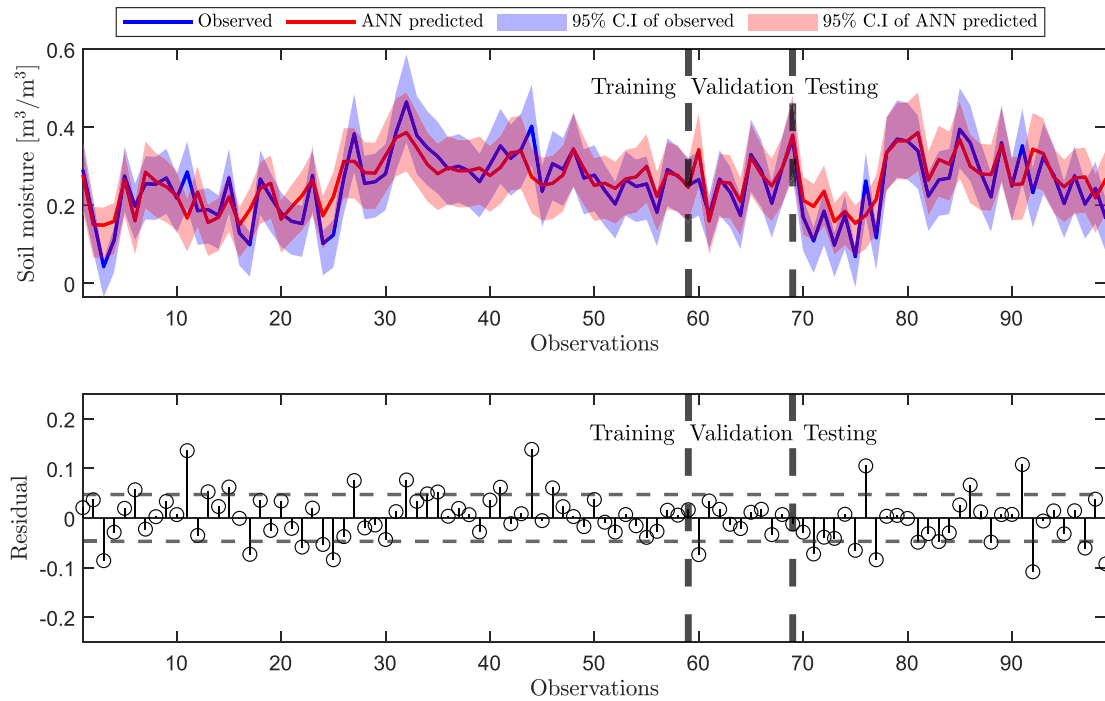 Observed ANN predicted 95% C.I of observed 95% C.I of ANN predicted
0.6
Training Validation Testing
0.4
0.2
0
Soil moisture [m³/m³]
10 20 30 40 50 60 70 80 90
Observations
0.2
Training Validation Testing
0.1
0
-0.1
-0.2
Residual
10 20 30 40 50 60 70 80 90
Observations